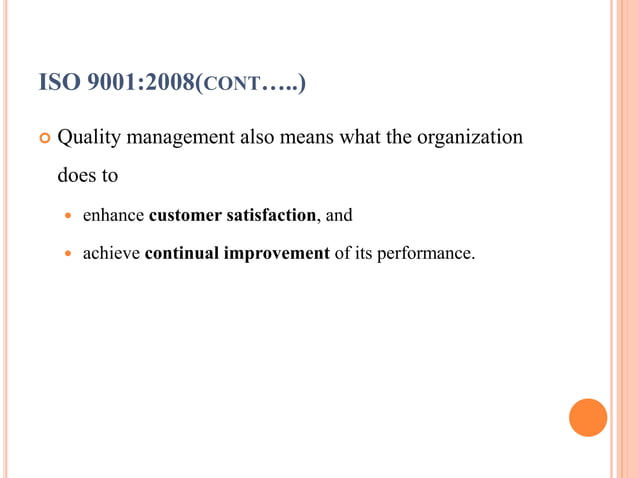 ISO 9001:2008(CONT…..)
Quality management also means what the organization
does to
enhance customer satisfaction, and
achieve continual improvement of its performance.